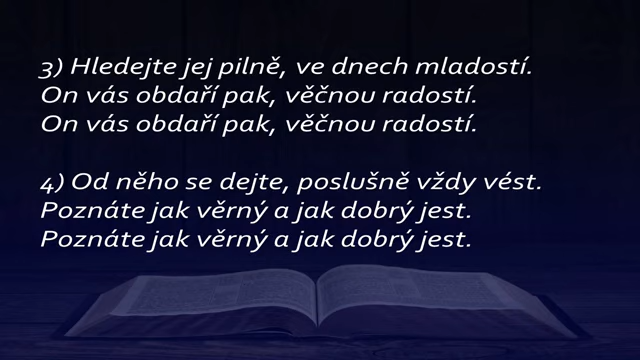 3) Hledejte jej pilně, ve dnech mladostí.
On vás obdaří pak, věčnou radostí.
On vás obdaří pak, věčnou radostí.
4) Od něho se dejte, poslušně vždy vést.
Poznáte jak věrný a jak dobrý jest.
Poznáte jak věrný a jak dobrý jest.